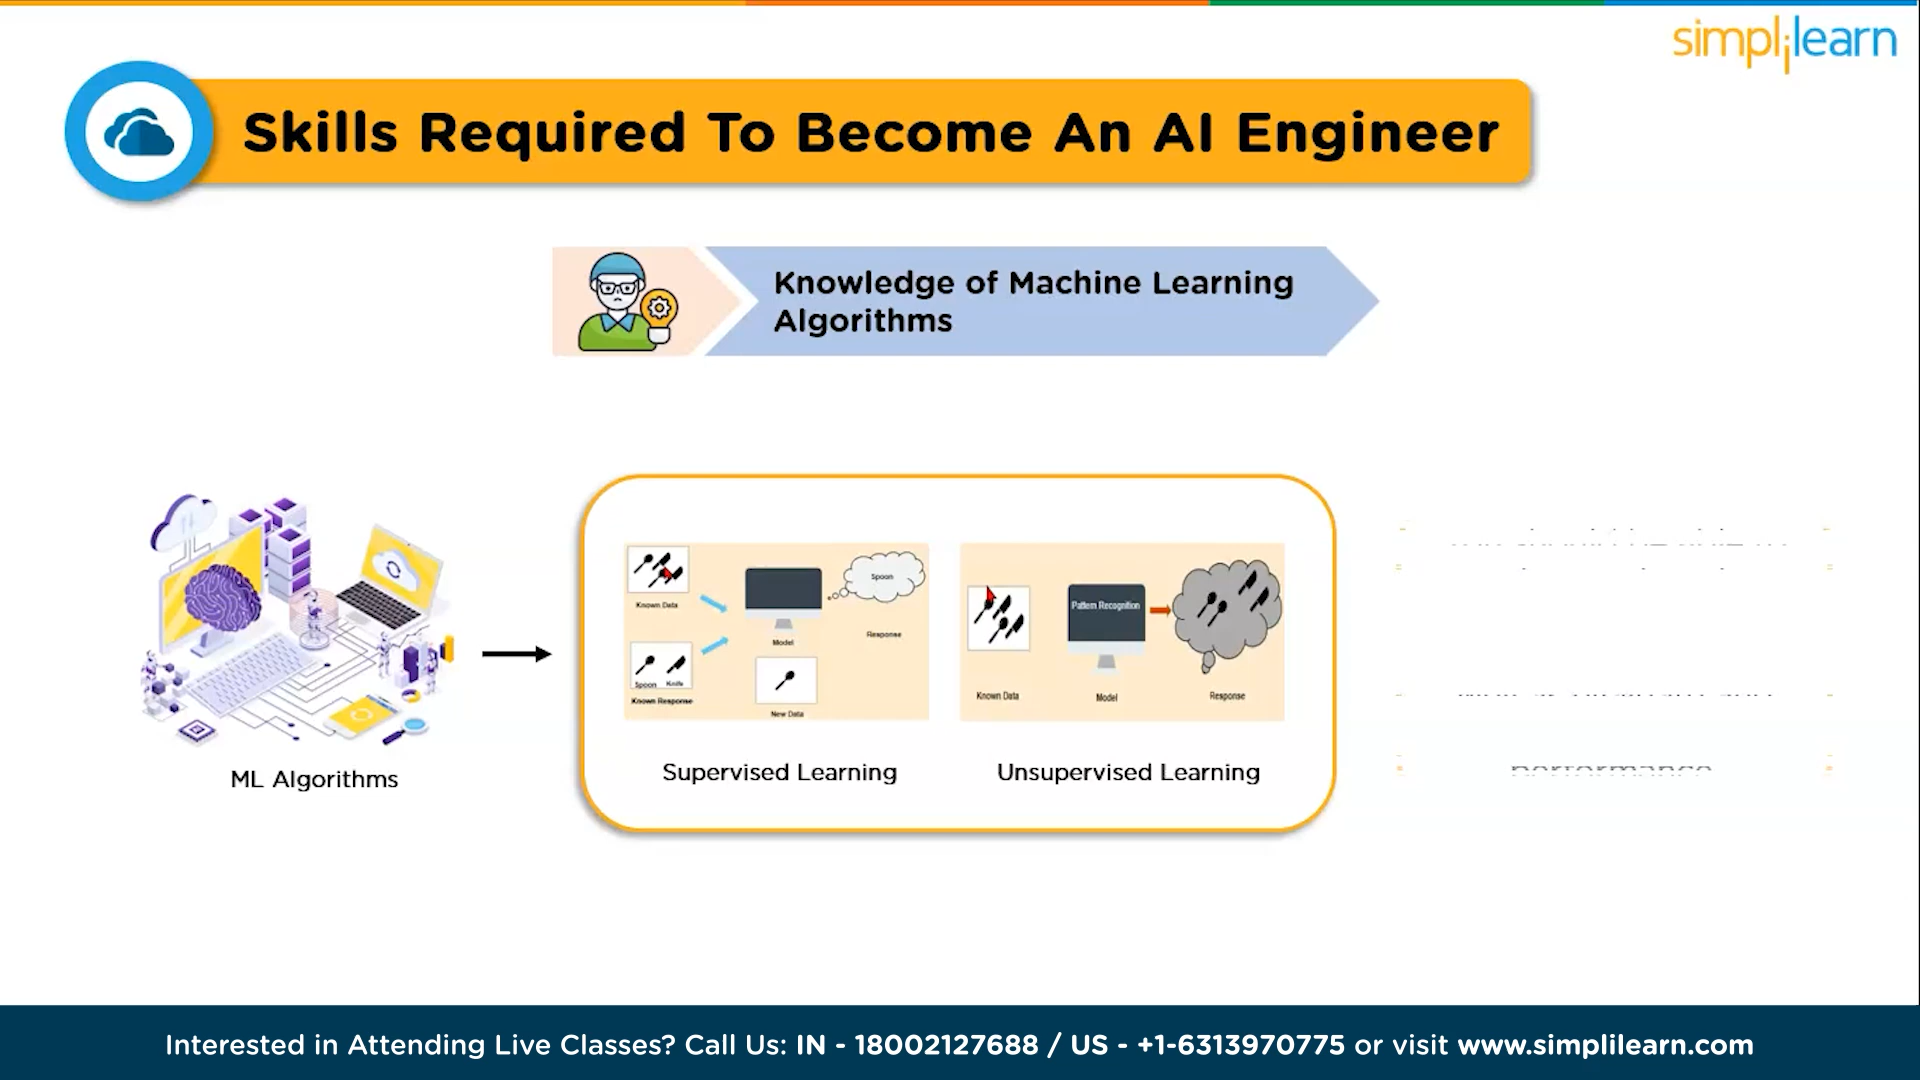 simplilearn
Skills Required To Become An AI Engineer
Knowledge of Machine Learning
Algorithms
ML Algorithms
Known Data
Spoon Knife
Known Response
Model
New Data
Spoon
Response
Supervised Learning
Known Data
Pattern Recognition
Model
Response
Unsupervised Learning
performance
Interested in Attending Live Classes? Call Us: IN - 18002127688 / US - +1-6313970775 or visit www.simplilearn.com